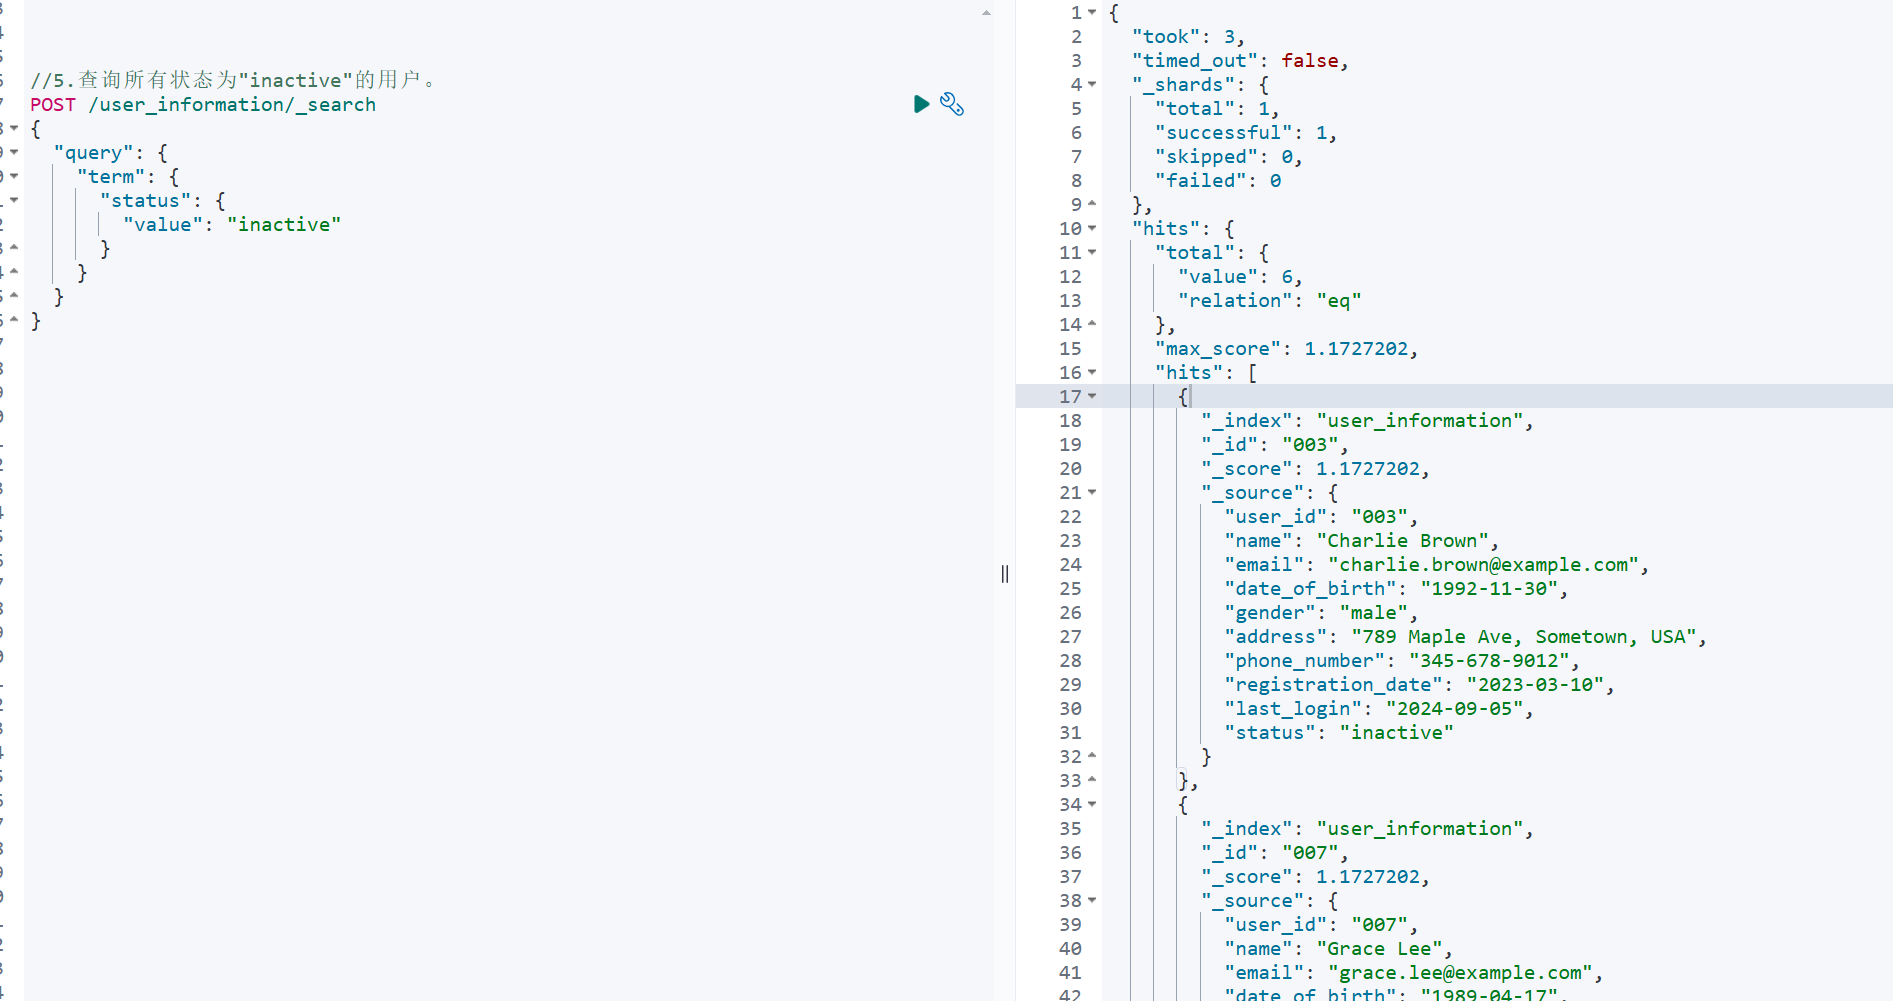 //5.查询所有状态为"inactive"的用户。
POST /user_information/_search
{
  "query": {
    "term": {
      "status": {
        "value": "inactive"
      }
    }
  }
}
1 {
2   "took": 3,
3   "timed_out": false,
4   "_shards": {
5     "total": 1,
6     "successful": 1,
7     "skipped": 0,
8     "failed": 0
9   },
10   "hits": {
11     "total": {
12       "value": 6,
13       "relation": "eq"
14     },
15     "max_score": 1.1727202,
16     "hits": [
17       {
18         "_index": "user_information",
19         "_id": "003",
20         "_score": 1.1727202,
21         "_source": {
22           "user_id": "003",
23           "name": "Charlie Brown",
24           "email": "charlie.brown@example.com",
25           "date_of_birth": "1992-11-30",
26           "gender": "male",
27           "address": "789 Maple Ave, Sometown, USA",
28           "phone_number": "345-678-9012",
29           "registration_date": "2023-03-10",
30           "last_login": "2024-09-05",
31           "status": "inactive"
32         }
33       },
34       {
35         "_index": "user_information",
36         "_id": "007",
37         "_score": 1.1727202,
38         "_source": {
39           "user_id": "007",
40           "name": "Grace Lee",
41           "email": "grace.lee@example.com",
42           "date_of_birth": "1989-04-17",